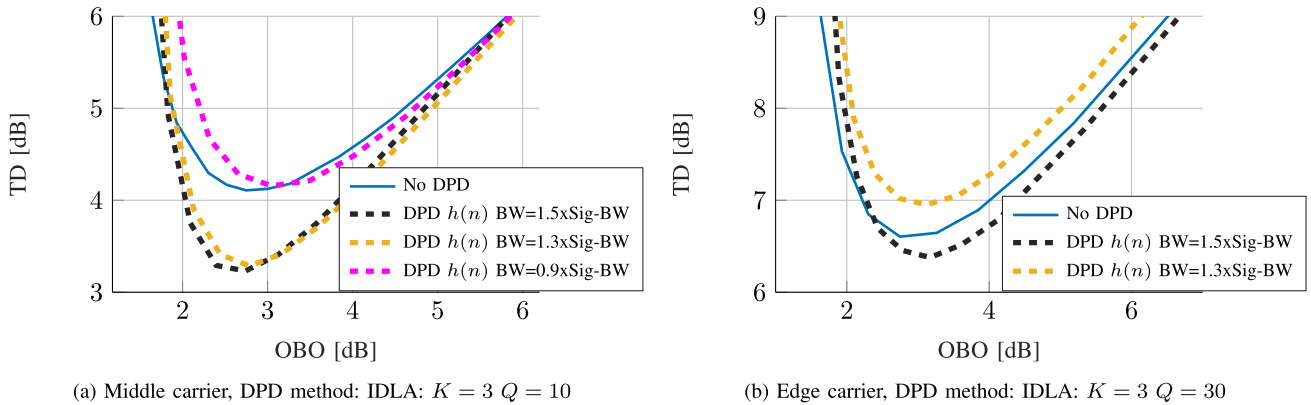 6
5
4
3
2
3
4
5
6
TD [dB]
OBO [dB]
No DPD
DPD h(n) BW=1.5xSig-BW
DPD h(n) BW=1.3xSig-BW
DPD h(n) BW=0.9xSig-BW
(a) Middle carrier, DPD method: IDLA: K = 3 Q = 10
9
8
7
6
2
4
6
TD [dB]
OBO [dB]
No DPD
DPD h(n) BW=1.5xSig-BW
DPD h(n) BW=1.3xSig-BW
(b) Edge carrier, DPD method: IDLA: K = 3 Q = 30